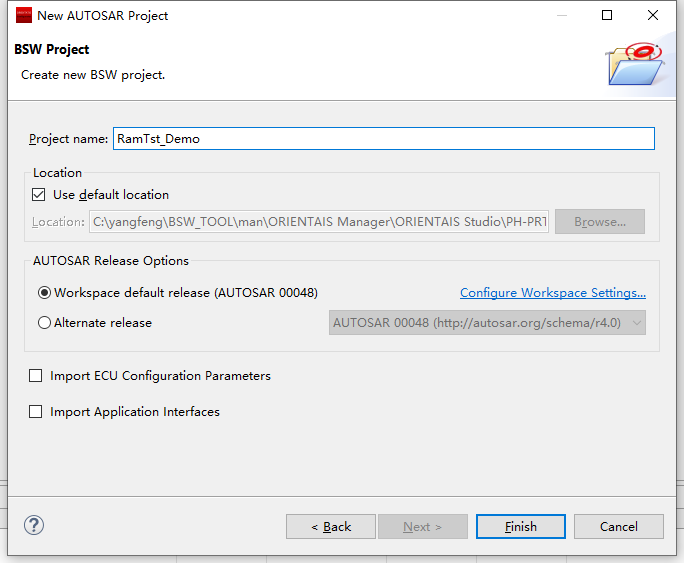 New AUTOSAR Project
BSW Project
Create new BSW project.
Project name: RamTst_Demo
Location
Use default location
Location: C:\yangfeng\BSW_TOOL\man\ORIENTAIS Manager\ORIENTAIS Studio\PH-PRT Browse...
AUTOSAR Release Options
Workspace default release (AUTOSAR 00048) Configure Workspace Settings...
Alternate release AUTOSAR 00048 (http://autosar.org/schema/r4.0)
Import ECU Configuration Parameters
Import Application Interfaces
? < Back Next > Finish Cancel